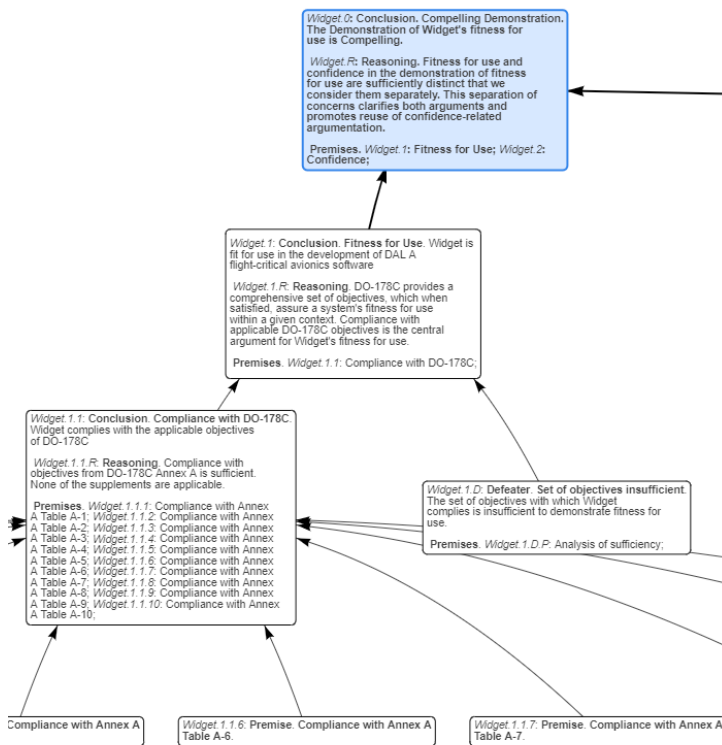 Widget.0: Conclusion. Compelling Demonstration.
The Demonstration of Widget's fitness for
use is Compelling.
Widget.R: Reasoning. Fitness for use and
confidence in the demonstration of fitness
for use are sufficiently distinct that we
consider them separately. This separation of
concerns clarifies both arguments and
promotes reuse of confidence-related
argumentation.
Premises. Widget.1: Fitness for Use; Widget.2:
Confidence;
Widget.1: Conclusion. Fitness for Use. Widget is
fit for use in the development of DAL A
flight-critical avionics software
Widget.1.R: Reasoning. DO-178C provides a
comprehensive set of objectives, which when
satisfied, assure a system's fitness for use
within a given context. Compliance with
applicable DO-178C objectives is the central
argument for Widget's fitness for use.
Premises. Widget.1.1: Compliance with DO-178C;
Widget.1.1: Conclusion. Compliance with DO-178C.
Widget complies with the applicable objectives
of DO-178C
Widget.1.1.R: Reasoning. Compliance with
objectives from DO-178C Annex A is sufficient.
None of the supplements are applicable.
Premises. Widget.1.1.1: Compliance with Annex
A Table A-1; Widget.1.1.2: Compliance with Annex
A Table A-2; Widget.1.1.3: Compliance with Annex
A Table A-3; Widget.1.1.4: Compliance with Annex
A Table A-4; Widget.1.1.5: Compliance with Annex
A Table A-5; Widget.1.1.6: Compliance with Annex
A Table A-6; Widget.1.1.7: Compliance with Annex
A Table A-7; Widget.1.1.8: Compliance with Annex
A Table A-8; Widget.1.1.9: Compliance with Annex
A Table A-9; Widget.1.1.10: Compliance with Annex
A Table A-10;
Widget.1.D: Defeater. Set of objectives insufficient.
The set of objectives with which Widget
complies is insufficient to demonstrate fitness for
use.
Premises. Widget.1.D.P: Analysis of sufficiency;
Compliance with Annex A
Widget.1.1.6: Premise. Compliance with Annex A
Table A-6.
Widget.1.1.7: Premise. Compliance with Annex A
Table A-7.